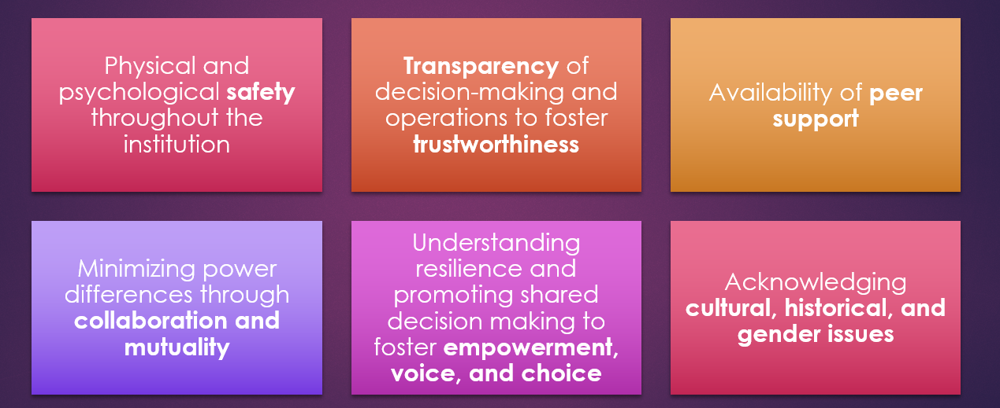 Physical and
psychological safety
throughout the
institution
Transparency of
decision-making and
operations to foster
trustworthiness
Availability of peer
support
Minimizing power
differences through
collaboration and
mutuality
Understanding
resilience and
promoting shared
decision making to
foster empowerment,
voice, and choice
Acknowledging
cultural, historical, and
gender issues